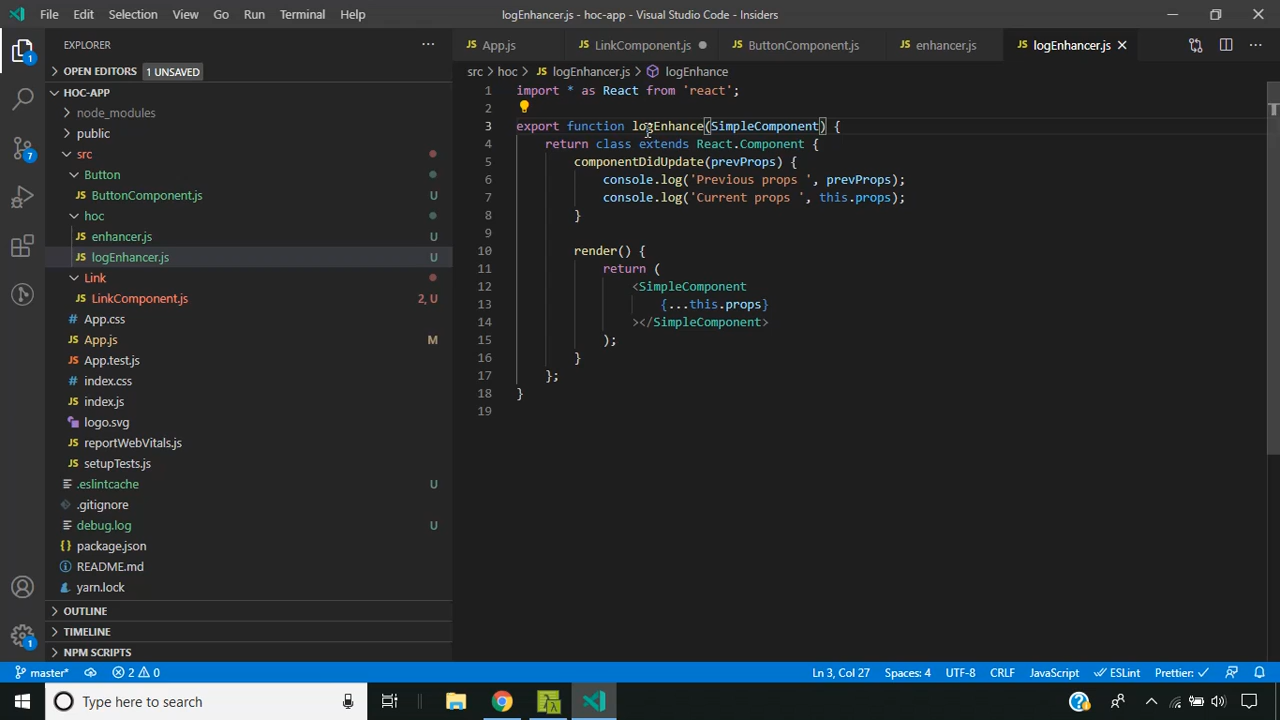 File Edit Selection View Go Run Terminal Help logEnhancer.js - hoc-app - Visual Studio Code - Insiders
EXPLORER
App.js LinkComponent.js ButtonComponent.js enhancer.js logEnhancer.js
OPEN EDITORS 1 UNSAVED
src hoc logEnhancer.js logEnhance
HOC-APP
node_modules
public
src
Button
ButtonComponent.js U
hoc
enhancer.js U
logEnhancer.js U
Link
LinkComponent.js 2, U
App.css
App.js M
App.test.js
index.css
index.js
logo.svg
reportWebVitals.js
setupTests.js
.eslintcache U
.gitignore
debug.log U
package.json
README.md
yarn.lock
OUTLINE
TIMELINE
NPM SCRIPTS
1
7
1
1 import * as React from 'react';
2
3 export function logEnhance(SimpleComponent) {
4 return class extends React.Component {
5 componentDidUpdate(prevProps) {
6 console.log('Previous props ', prevProps);
7 console.log('Current props ', this.props);
8 }
9
10 render() {
11 return (
12 <SimpleComponent
13 {...this.props}
14 ></SimpleComponent>
15 );
16 }
17 };
18 }
19
master* 2 0 Ln 3, Col 27 Spaces: 4 UTF-8 CRLF JavaScript ESLint Prettier:
Type here to search